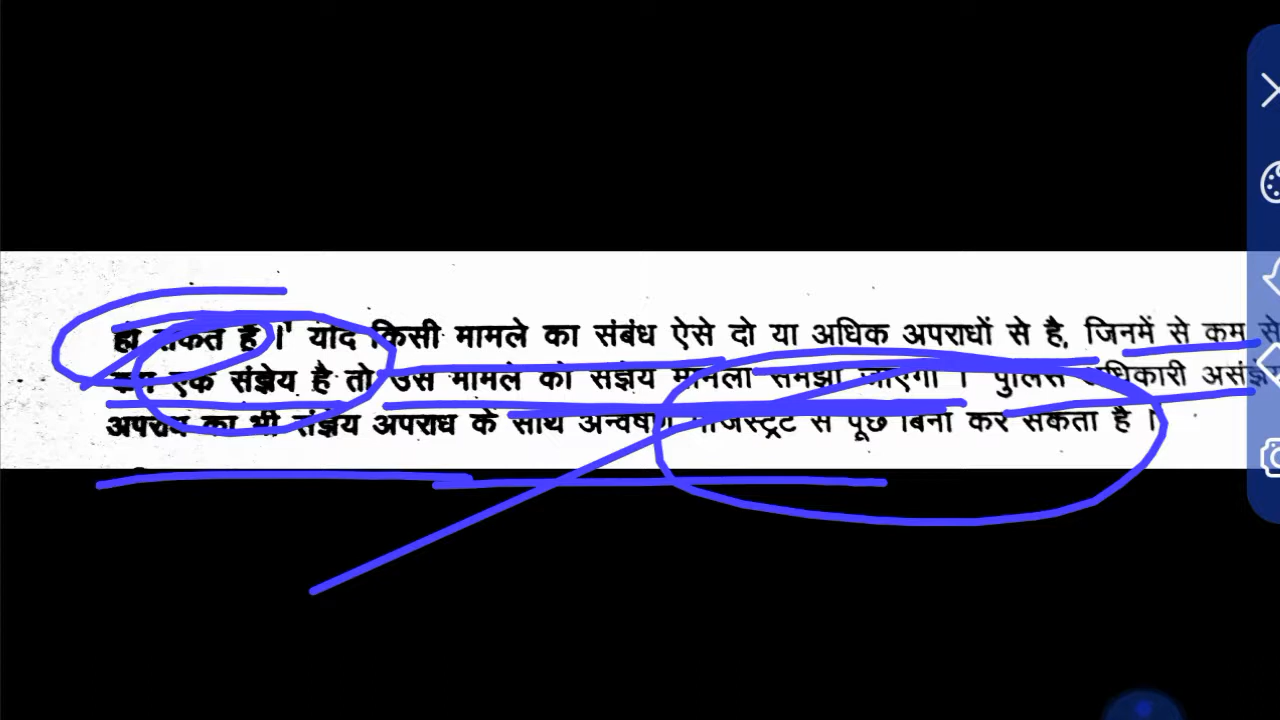 हो सकते हैं ।' यदि किसी मामले का संबंध ऐसे दो या अधिक अपराधों से है, जिनमें से कम से
कम एक संज्ञेय है तो उस मामले को संज्ञेय मामला समझा जाएगा । पुलिस अधिकारी असंज्ञेय
अपराध का भी संज्ञेय अपराध के साथ अन्वेषण मजिस्ट्रेट से पूछे बिना कर सकता है ।